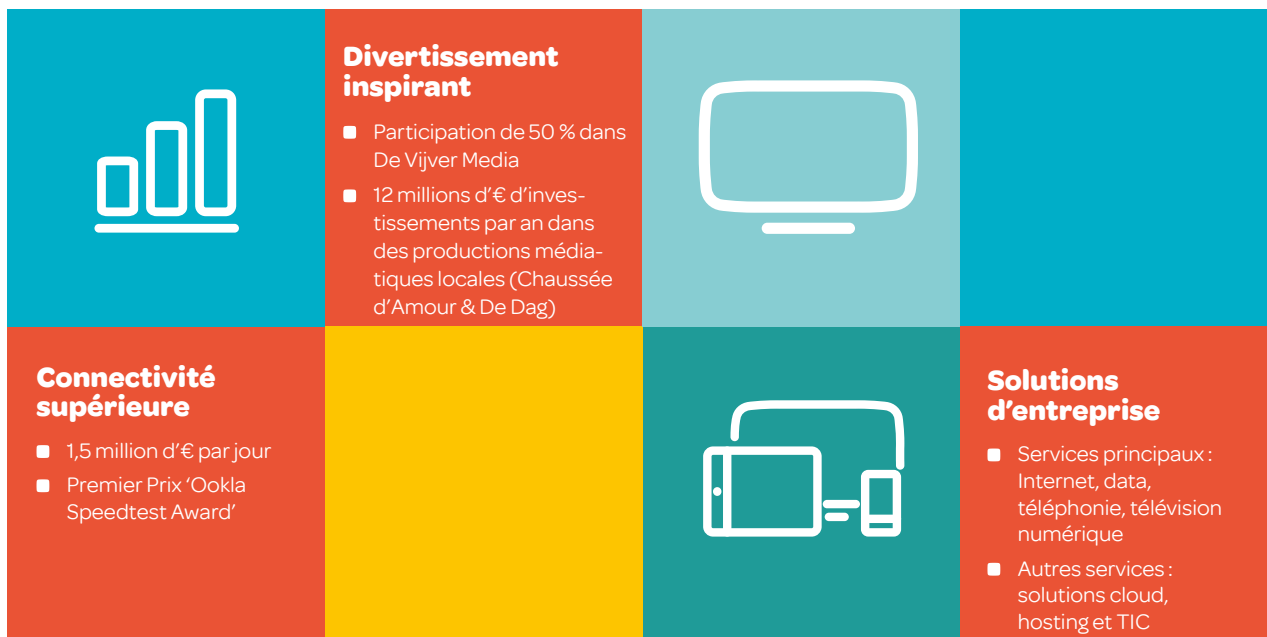 Divertissement
inspirant
Participation de 50 % dans
De Vijver Media
12 millions d’€ d’inves-
tissements par an dans
des productions média-
tiques locales (Chaussée
d’Amour & De Dag)
Connectivité
supérieure
1,5 million d’€ par jour
Premier Prix ‘Ookla
Speedtest Award’
Solutions
d’entreprise
Services principaux :
Internet, data,
téléphonie, télévision
numérique
Autres services :
solutions cloud,
hosting et TIC